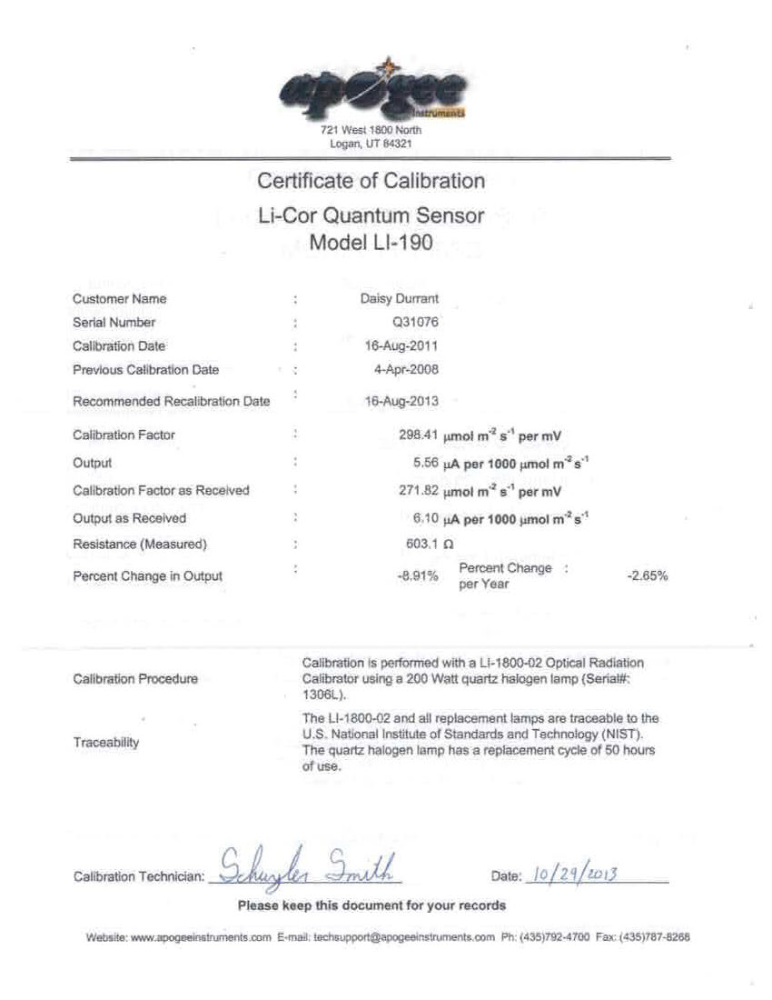 apogee
instruments
721 West 1800 North
Logan, UT 84321
Certificate of Calibration
Li-Cor Quantum Sensor
Model LI-190
Customer Name : Daisy Durrant
Serial Number : Q31076
Calibration Date : 16-Aug-2011
Previous Calibration Date : 4-Apr-2008
Recommended Recalibration Date : 16-Aug-2013
Calibration Factor : 298.41 µmol m⁻² s⁻¹ per mV
Output : 5.56 µA per 1000 µmol m⁻² s⁻¹
Calibration Factor as Received : 271.82 µmol m⁻² s⁻¹ per mV
Output as Received : 6.10 µA per 1000 µmol m⁻² s⁻¹
Resistance (Measured) : 603.1 Ω
Percent Change in Output : -8.91% Percent Change per Year : -2.65%
Calibration Procedure
Calibration is performed with a LI-1800-02 Optical Radiation
Calibrator using a 200 Watt quartz halogen lamp (Serial#:
1306L).
Traceability
The LI-1800-02 and all replacement lamps are traceable to the
U.S. National Institute of Standards and Technology (NIST).
The quartz halogen lamp has a replacement cycle of 50 hours
of use.
Calibration Technician: Schuyler Smith Date: 10/29/2013
Please keep this document for your records
Website: www.apogeeinstruments.com E-mail: techsupport@apogeeinstruments.com Ph: (435)792-4700 Fax: (435)787-8268